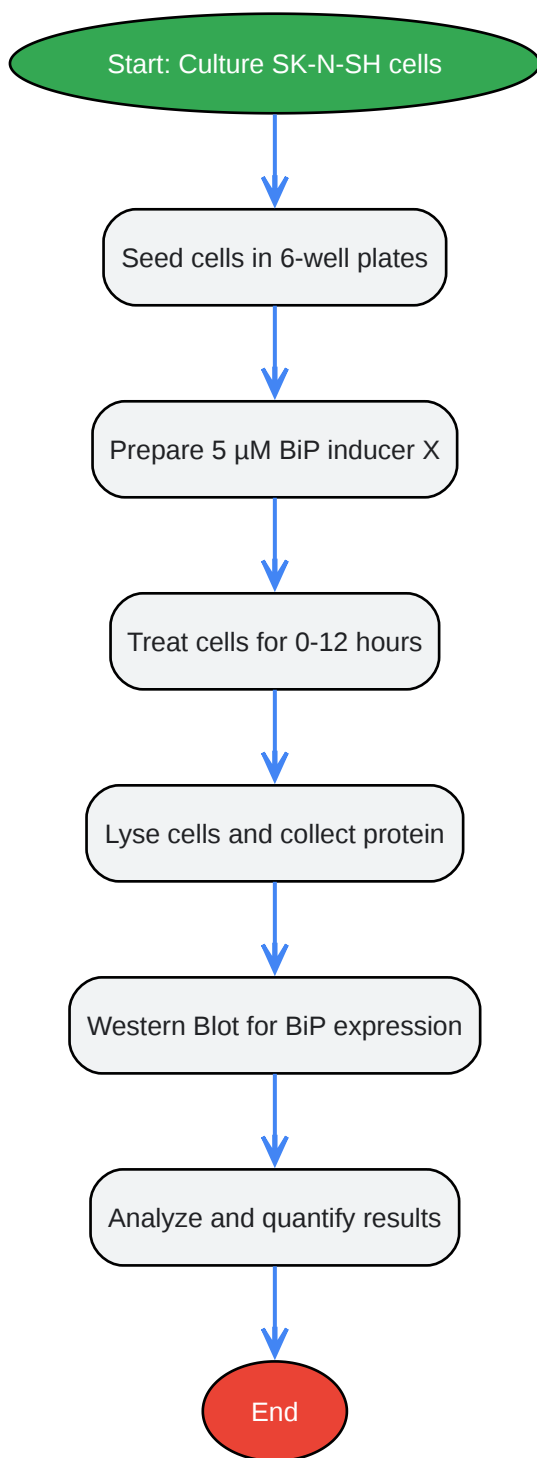 Start: Culture SK-N-SH cells
Seed cells in 6-well plates
Prepare 5 µM BiP inducer X
Treat cells for 0-12 hours
Lyse cells and collect protein
Western Blot for BiP expression
Analyze and quantify results
End